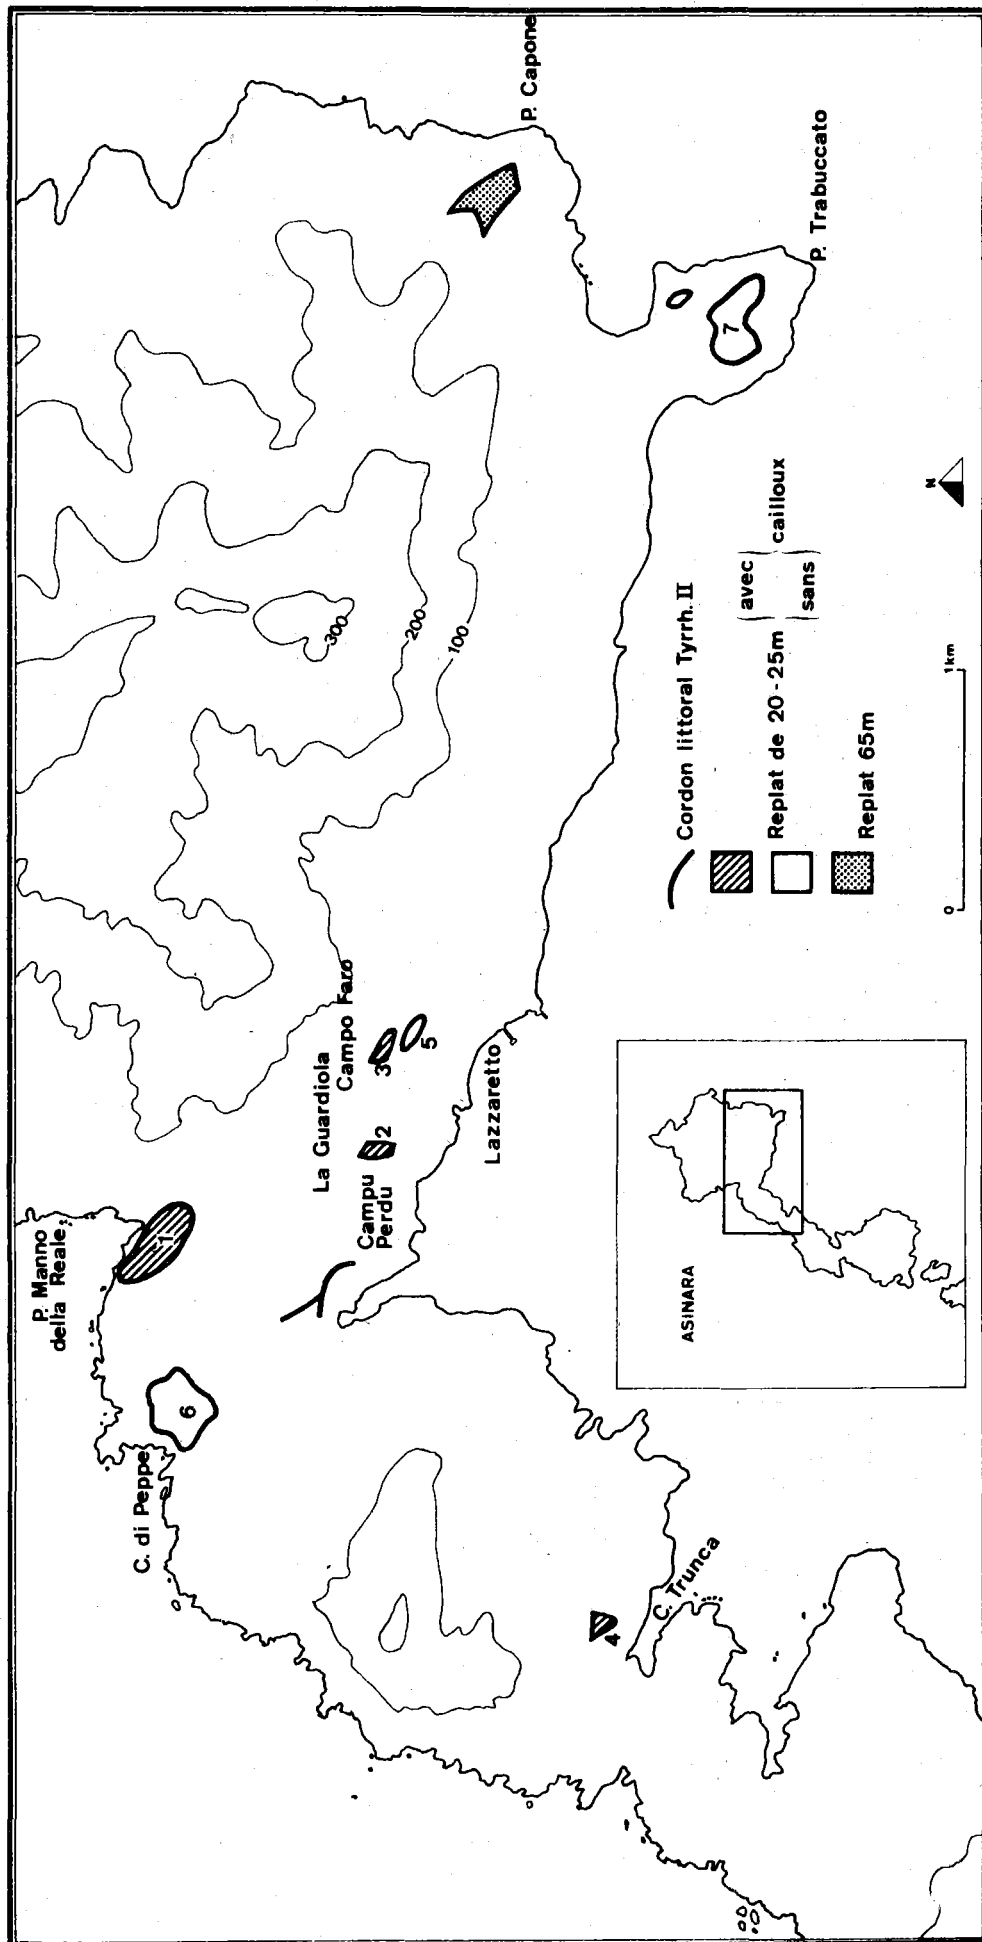 P. Manno
della Reale
C. di Peppe
6
1
La Guardiola
Campo Faro
Campu
Perdu
2
3
5
Lazzaretto
4
C. Trunca
300
200
100
P. Capone
P. Trabuccato
7
Cordon littoral Tyrrh. II
Replat de 20-25m
avec
sans
cailloux
Replat 65m
0
1km
N
ASINARA